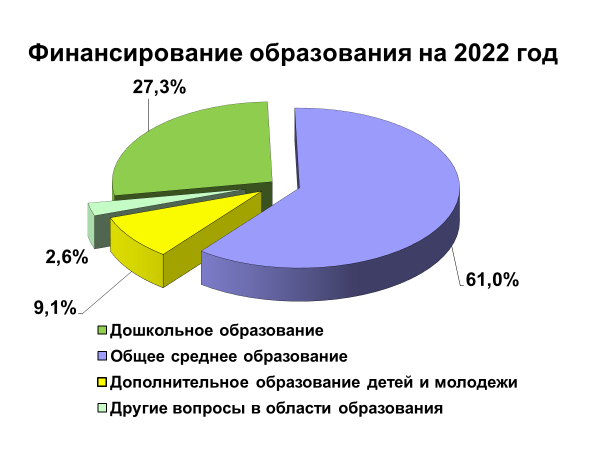 Финансирование образования на 2022 год
27,3%
2,6%
61,0%
9,1%
Дошкольное образование
Общее среднее образование
Дополнительное образование детей и молодежи
Другие вопросы в области образования